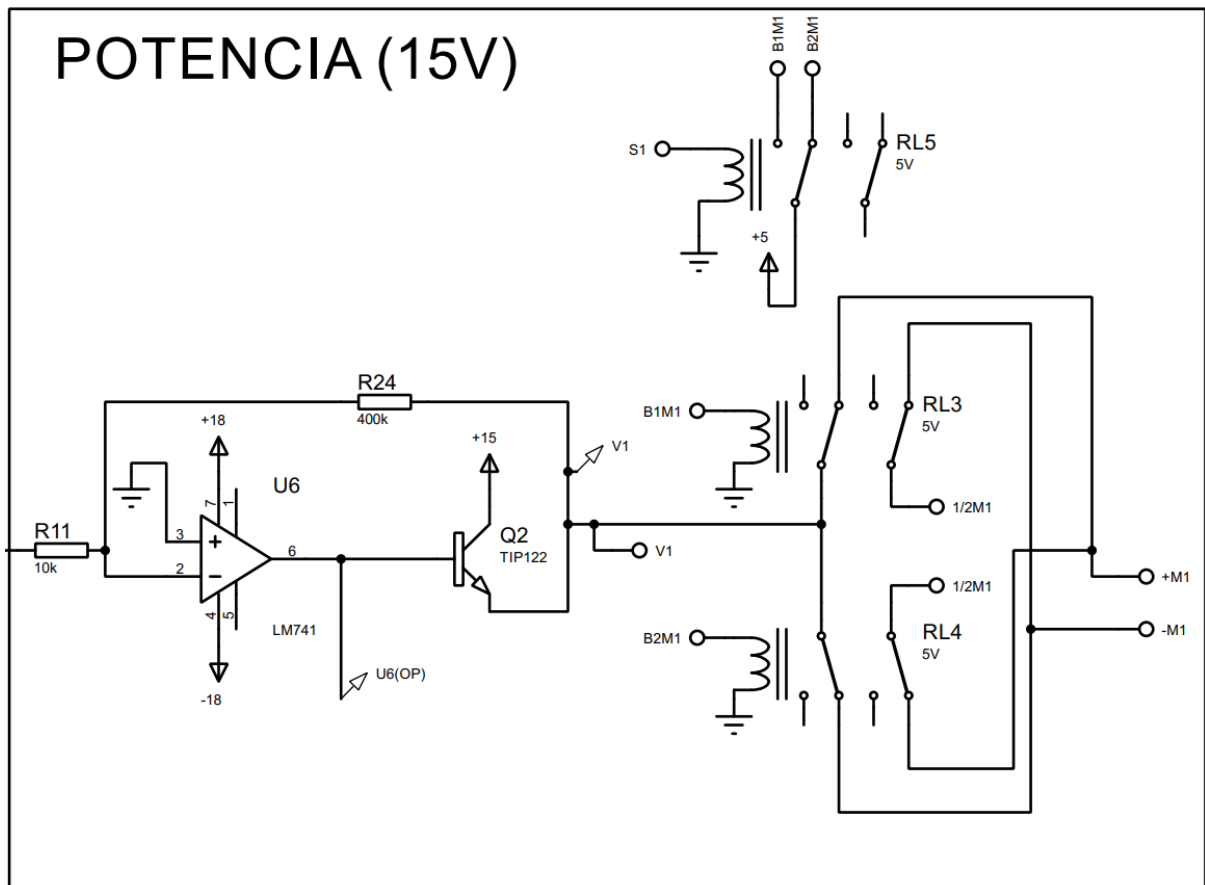 POTENCIA (15V)
B1M1
B2M1
S1
RL5
5V
+5
R24
400k
+18
+15
V1
B1M1
RL3
5V
1/2M1
U6
7
1
R11
10k
3
+
2
−
6
4
5
LM741
Q2
TIP122
V1
1/2M1
+M1
B2M1
RL4
5V
-M1
U6(OP)
-18